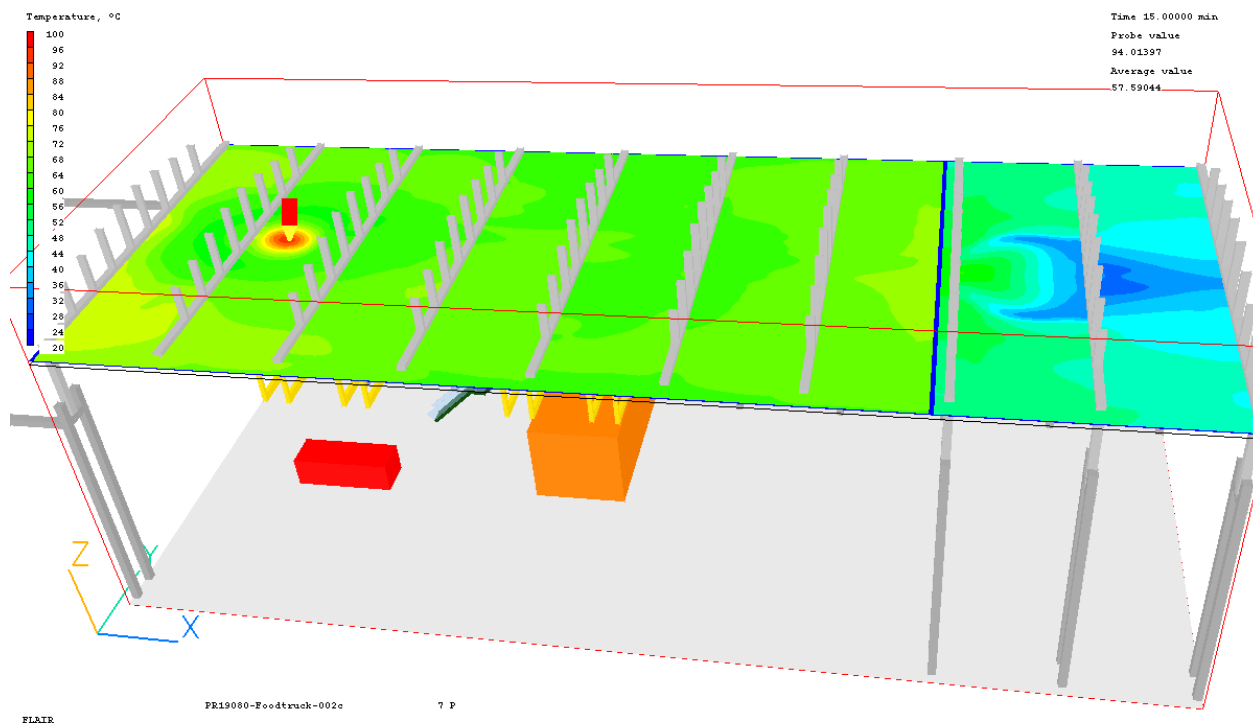 Temperature, °C
100
96
92
88
84
80
76
72
68
64
60
56
52
48
44
40
36
32
28
24
20
Time 15.00000 min
Probe value
94.01397
Average value
57.59044
Z
Y
X
PR19080-Foodtruck-002c 7 P
FLAIR